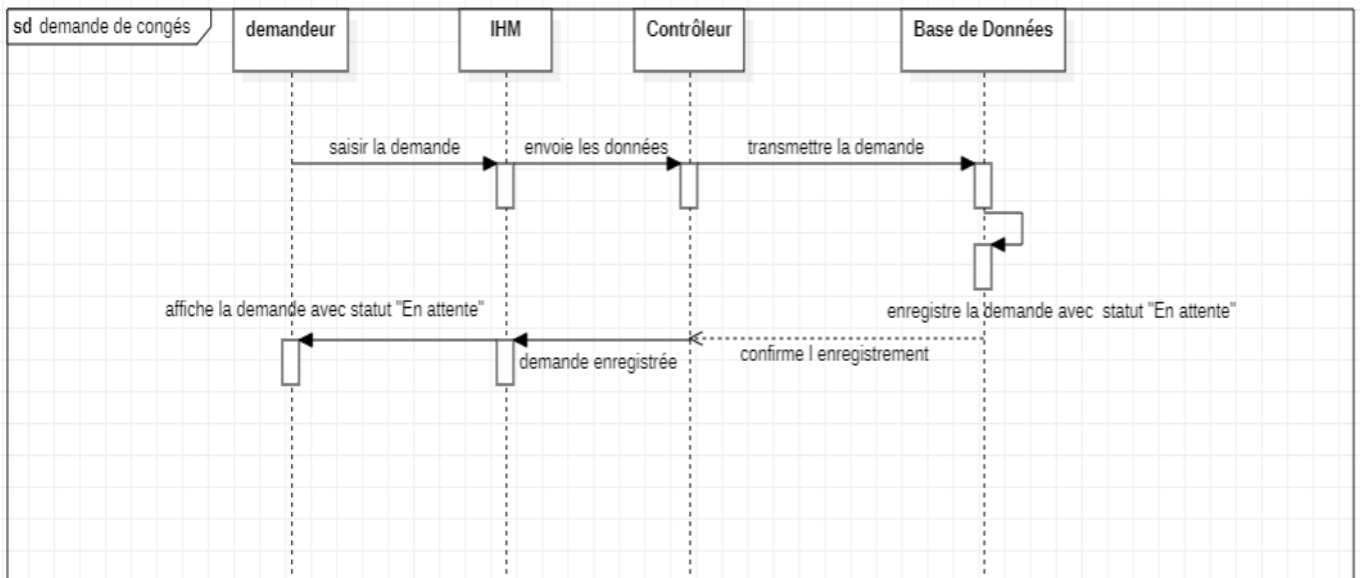 sd demande de congés
demandeur
IHM
Contrôleur
Base de Données
saisir la demande
envoie les données
transmettre la demande
affiche la demande avec statut "En attente"
enregistre la demande avec statut "En attente"
demande enregistrée
confirme l enregistrement